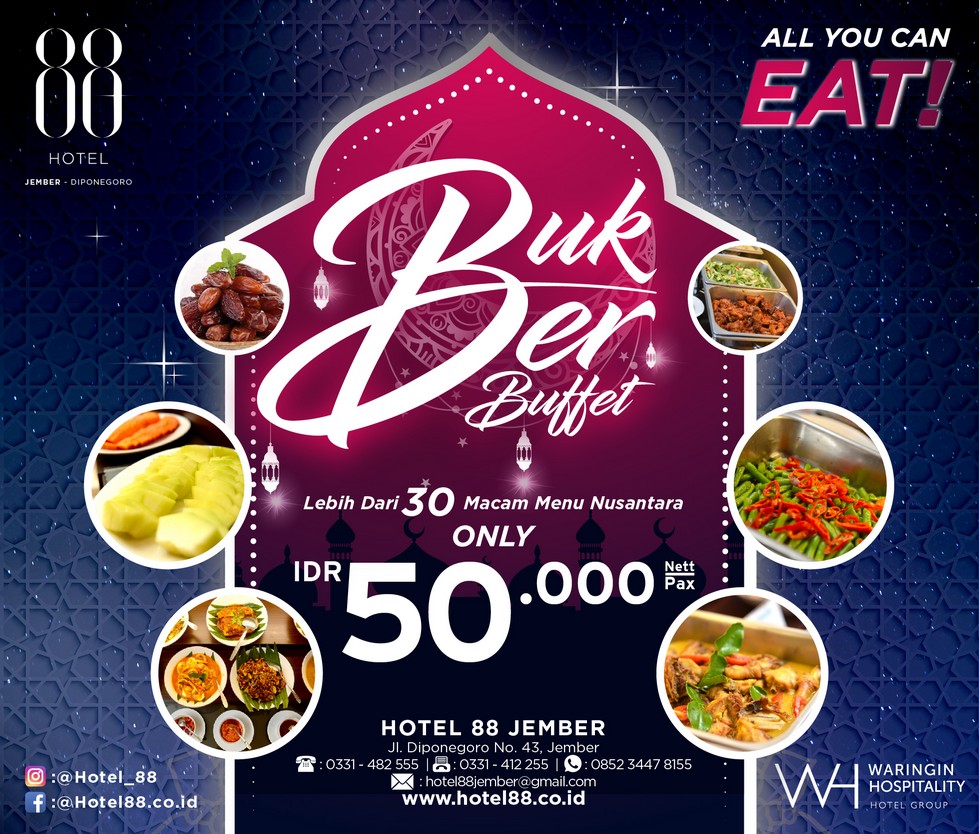 88
HOTEL
JEMBER - DIPONEGORO
ALL YOU CAN
EAT!
Buk
Ber
Buffet
Lebih Dari 30 Macam Menu Nusantara
ONLY
IDR 50.000 Nett
Pax
HOTEL 88 JEMBER
Jl. Diponegoro No. 43, Jember
: 0331 - 482 555 | : 0331 - 412 255 | : 0852 3447 8155
: hotel88jember@gmail.com
www.hotel88.co.id
:@Hotel_88
:@Hotel88.co.id
WH WARINGIN
HOSPITALITY
HOTEL GROUP